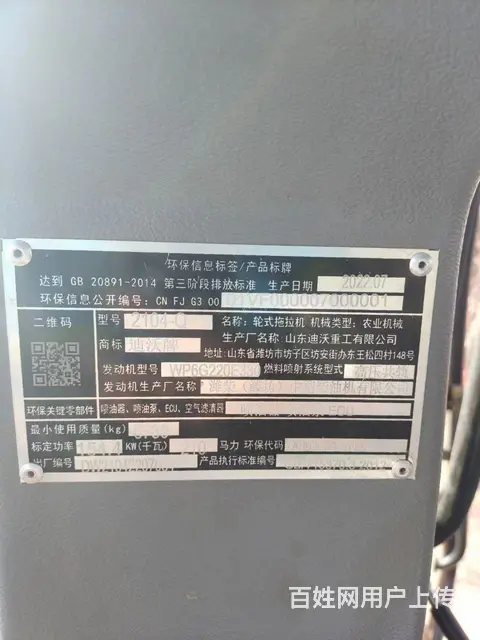 环保信息标签/产品标牌
达到 GB 20891-2014 第三阶段排放标准 生产日期 2022.07
环保信息公开编号: CN FJ G3 00 000007000001
二维码 型号 2104-Q 名称: 轮式拖拉机 机械类型: 农业机械
商标 迪沃牌 生产厂名称: 山东迪沃重工有限公司
地址: 山东省潍坊市坊子区坊安街办东王松四村148号
发动机型号 WP6G220E 燃料喷射系统型式 高压共轨
发动机生产厂名称
环保关键零部件 喷油器、喷油泵、ECU、空气滤清器
最小使用质量(kg)
标定功率 KW(千瓦) 马力 环保代码
出厂编号 产品执行标准编号
百姓网用户上传